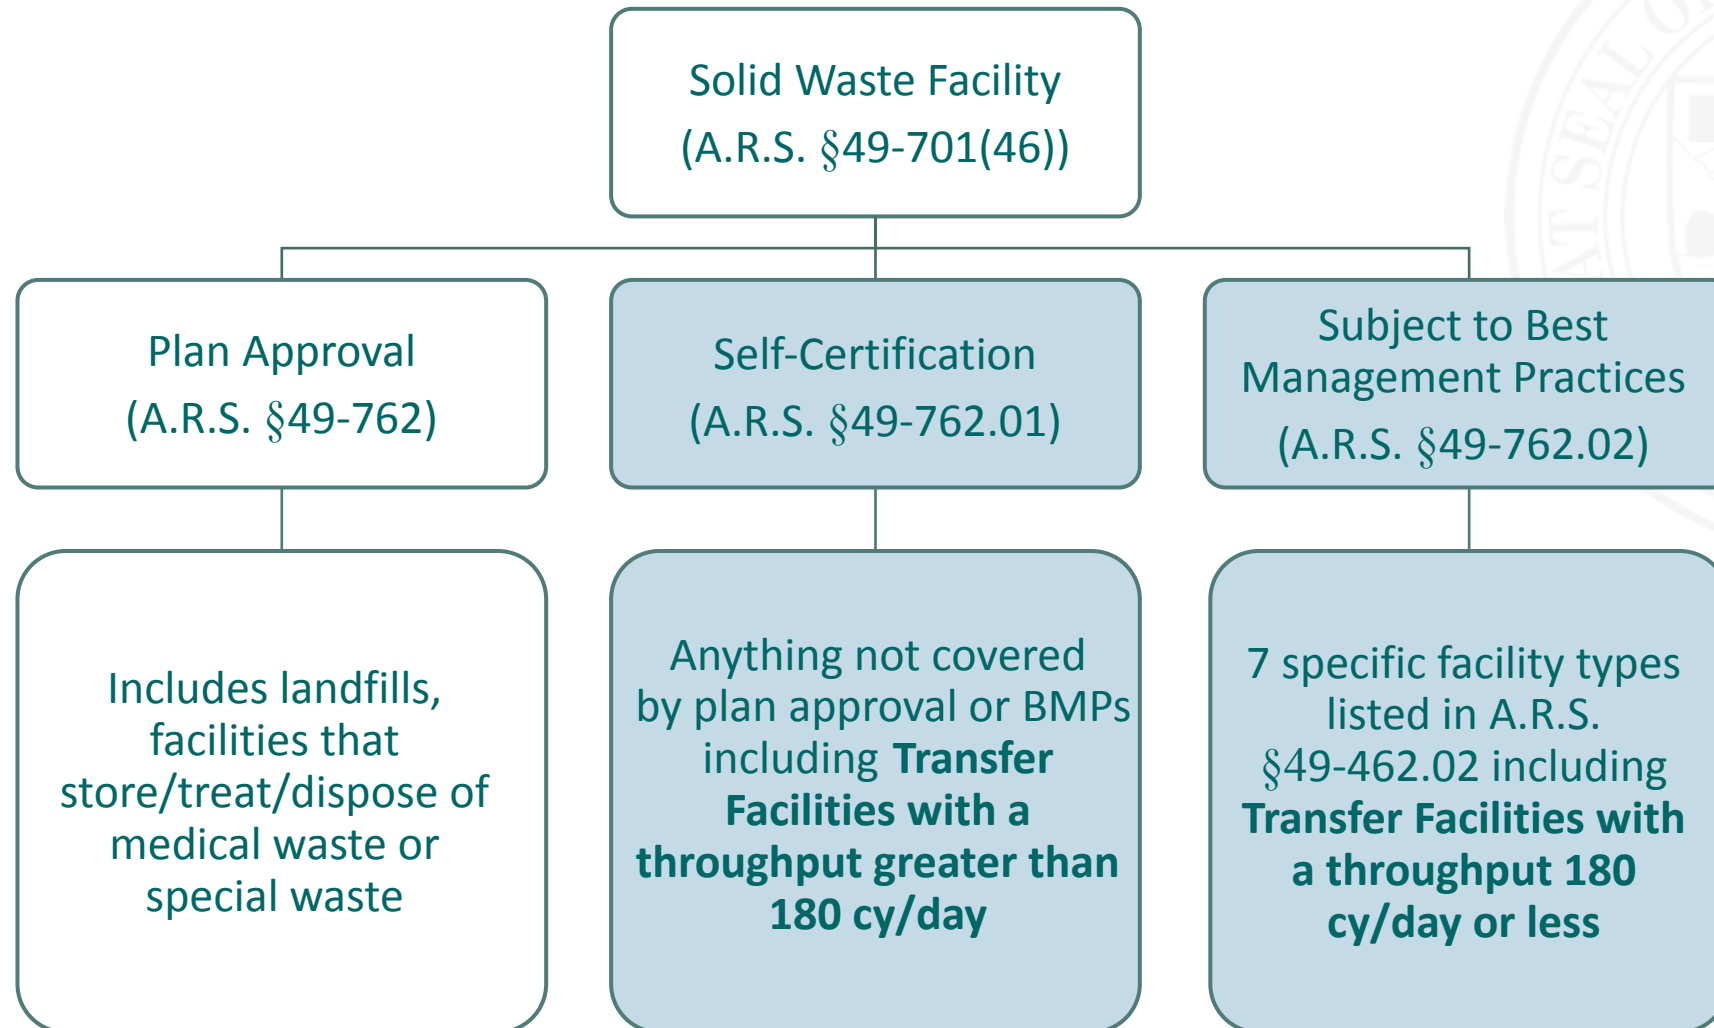 Solid Waste Facility
(A.R.S. §49-701(46))
Plan Approval
(A.R.S. §49-762)
Self-Certification
(A.R.S. §49-762.01)
Subject to Best
Management Practices
(A.R.S. §49-762.02)
Includes landfills,
facilities that
store/treat/dispose of
medical waste or
special waste
Anything not covered
by plan approval or BMPs
including Transfer
Facilities with a
throughput greater than
180 cy/day
7 specific facility types
listed in A.R.S.
§49-462.02 including
Transfer Facilities with
a throughput 180
cy/day or less
SEAL